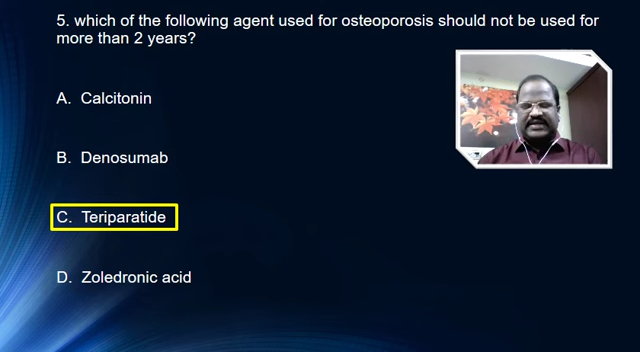 5. which of the following agent used for osteoporosis should not be used for
more than 2 years?
A. Calcitonin
B. Denosumab
C. Teriparatide
D. Zoledronic acid